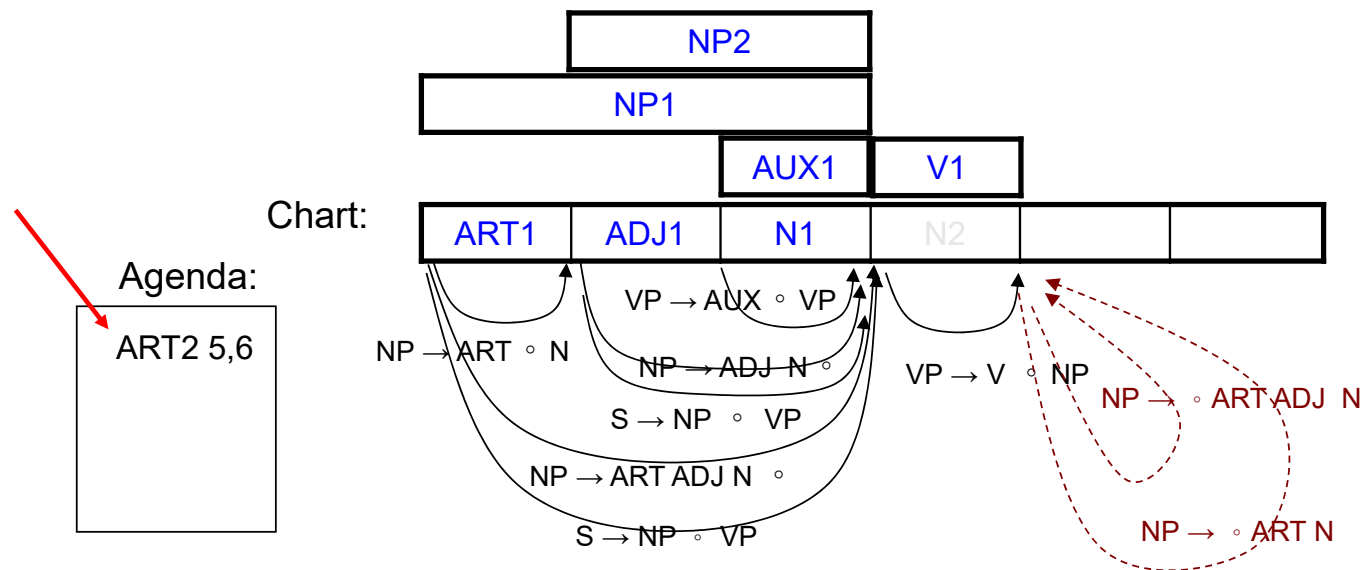 NP2
NP1
AUX1 V1
Chart:
ART1 ADJ1 N1 N2
Agenda:
ART2 5,6
VP → AUX ◦ VP
NP → ART ◦ N
NP → ADJ N ◦
VP → V ◦ NP
NP → ◦ ART ADJ N
S → NP ◦ VP
NP → ART ADJ N ◦
S → NP ◦ VP
NP → ◦ ART N